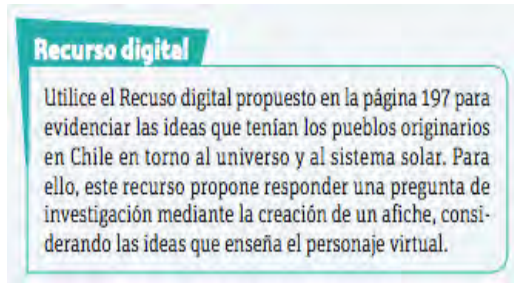 Recurso digital
Utilice el Recuso digital propuesto en la página 197 para
evidenciar las ideas que tenían los pueblos originarios
en Chile en torno al universo y al sistema solar. Para
ello, este recurso propone responder una pregunta de
investigación mediante la creación de un afiche, consi-
derando las ideas que enseña el personaje virtual.